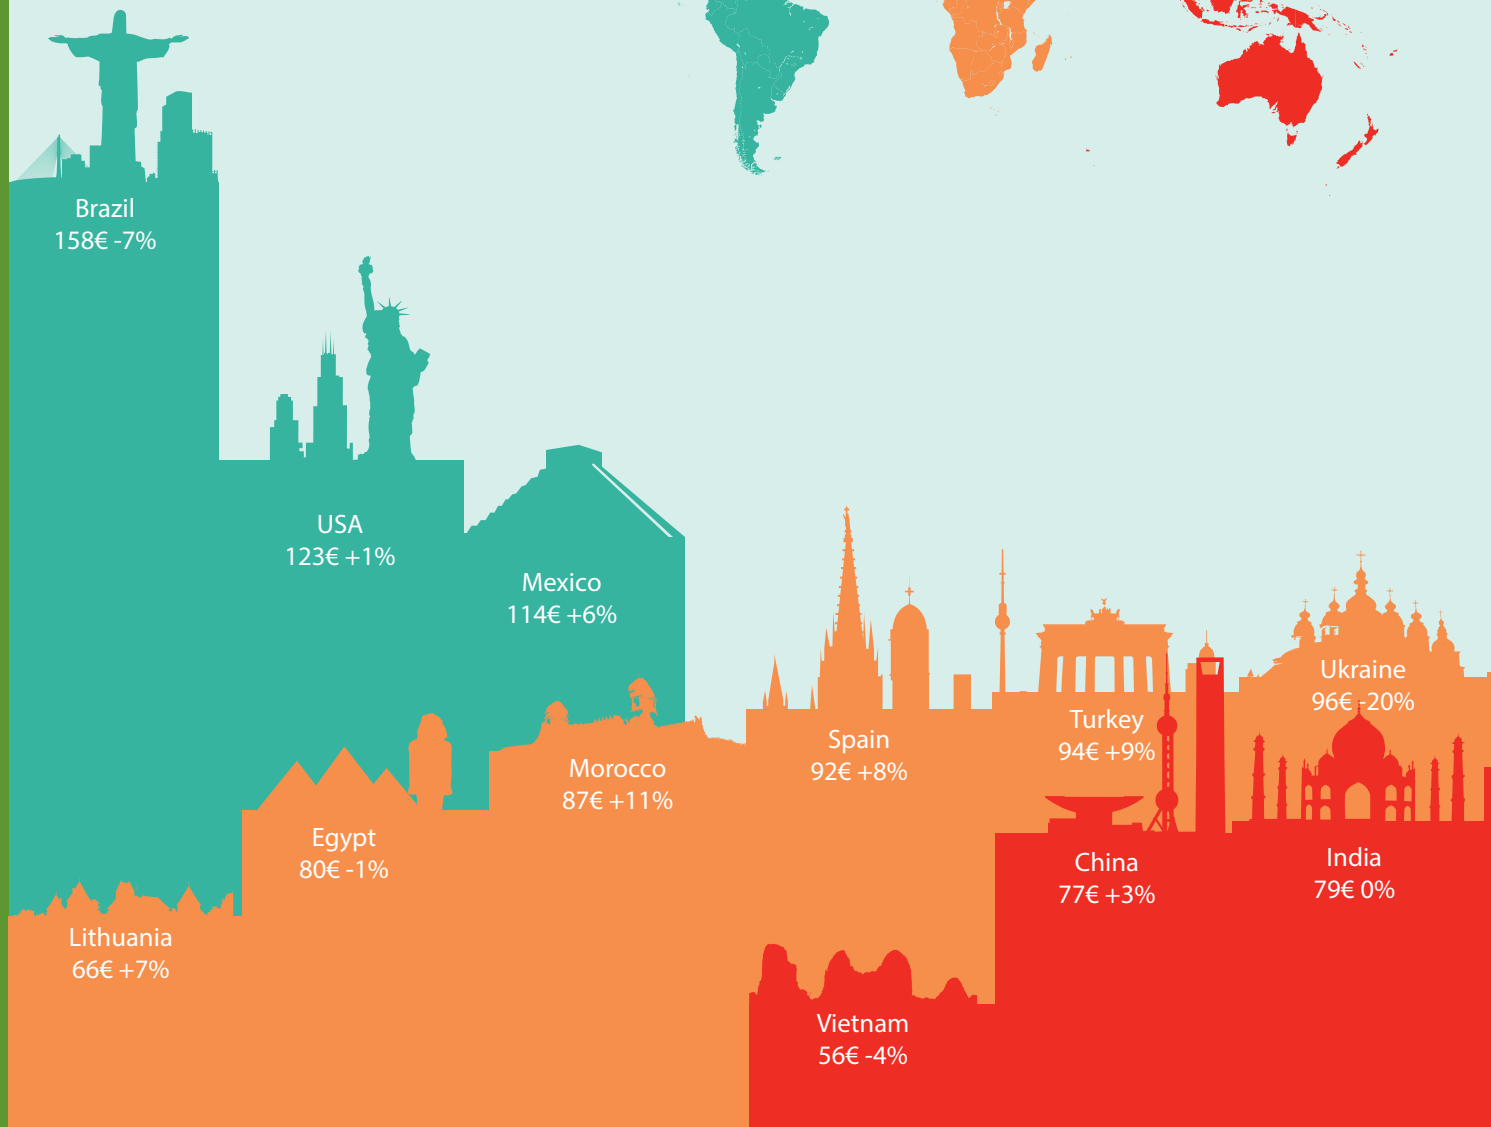 Brazil
158€ -7%
USA
123€ +1%
Mexico
114€ +6%
Ukraine
96€ -20%
Turkey
94€ +9%
Spain
92€ +8%
Morocco
87€ +11%
Egypt
80€ -1%
China
77€ +3%
India
79€ 0%
Lithuania
66€ +7%
Vietnam
56€ -4%